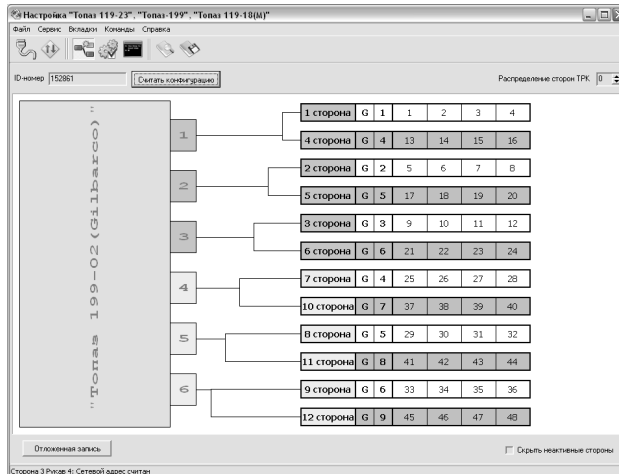 Настройка "Топаз 119-23", "Топаз-199", "Топаз 119-18(М)"
Файл Сервис Вкладки Команды Справка
ID-номер 152861 Считать конфигурацию Распределение сторон ТРК 0
"Топаз 199-02(Gilbarco)"
1
2
3
4
5
6
1 сторона G 1 1 2 3 4
4 сторона G 4 13 14 15 16
2 сторона G 2 5 6 7 8
5 сторона G 5 17 18 19 20
3 сторона G 3 9 10 11 12
6 сторона G 6 21 22 23 24
7 сторона G 4 25 26 27 28
10 сторона G 7 37 38 39 40
8 сторона G 5 29 30 31 32
11 сторона G 8 41 42 43 44
9 сторона G 6 33 34 35 36
12 сторона G 9 45 46 47 48
Отложенная запись Скрыть неактивные стороны
Сторона 3 Рукав 4: Сетевой адрес считан